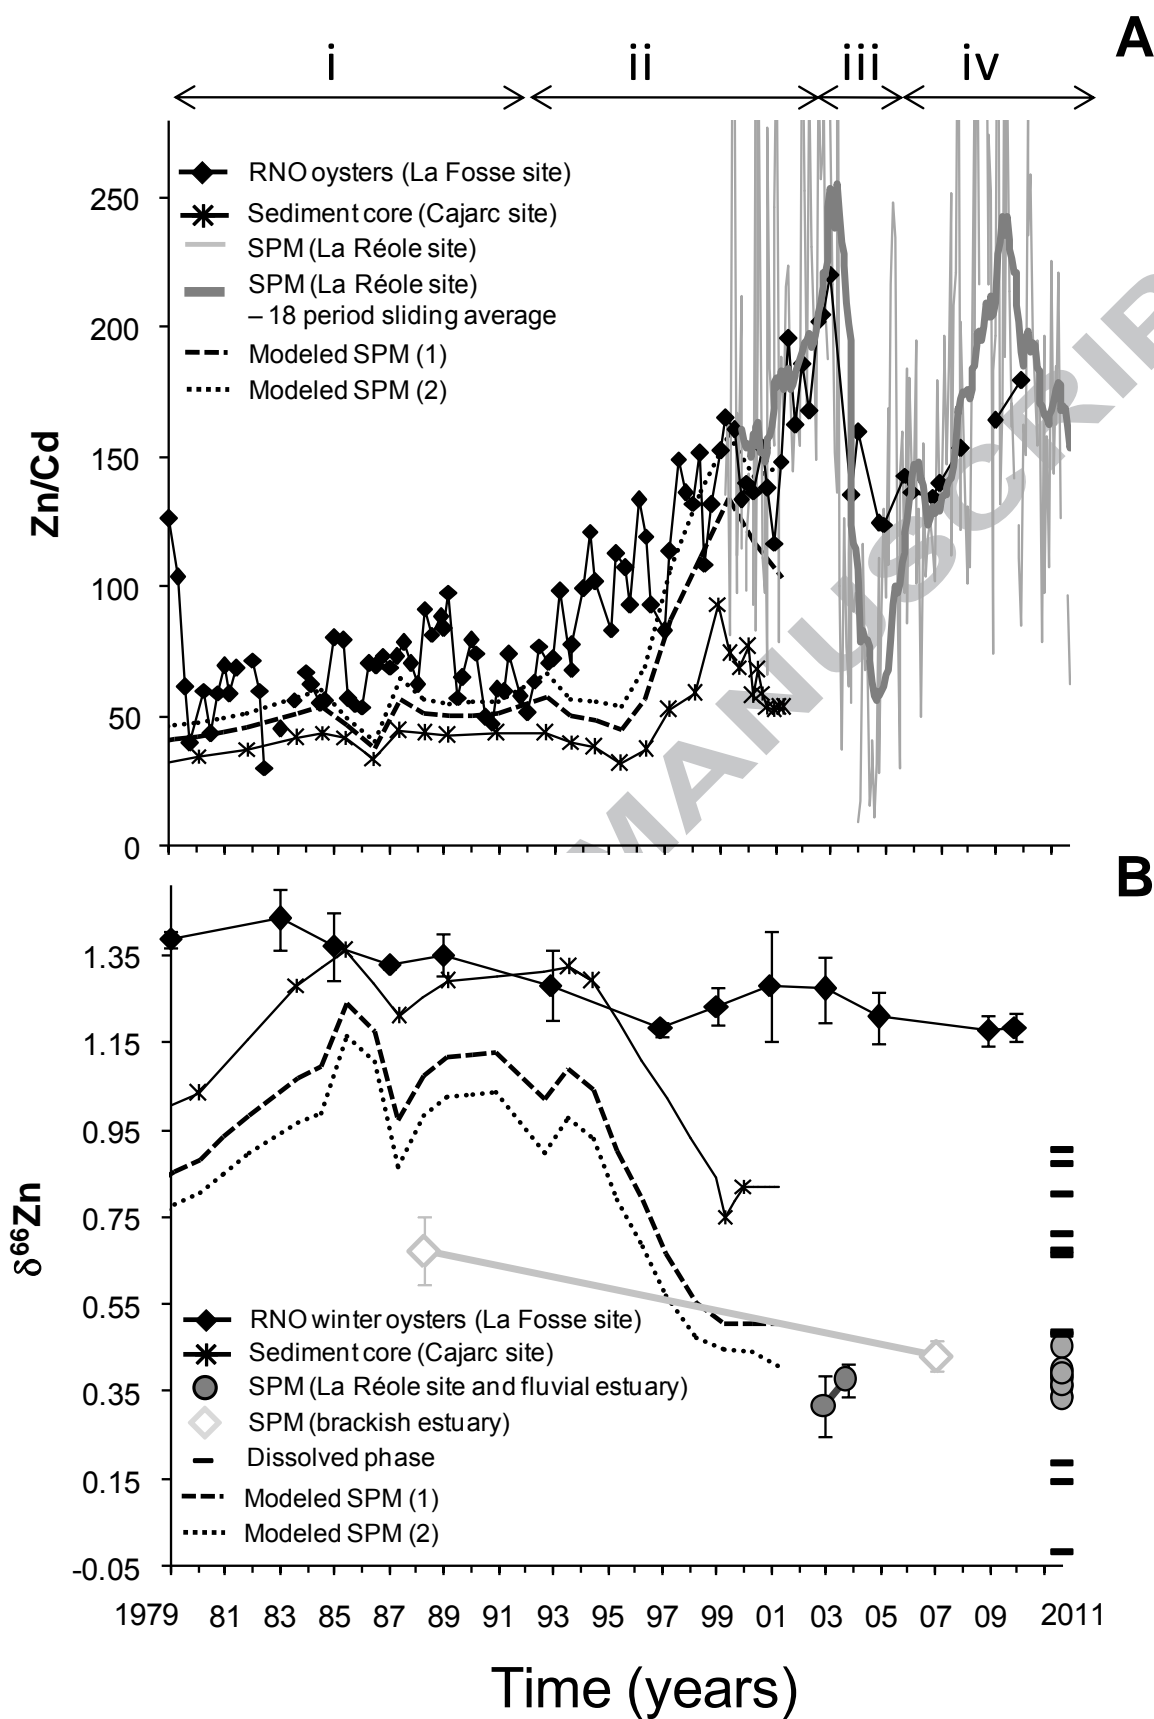 A
i ii iii iv
RNO oysters (La Fosse site)
Sediment core (Cajarc site)
SPM (La Réole site)
SPM (La Réole site)
– 18 period sliding average
Modeled SPM (1)
Modeled SPM (2)
250
200
150
100
50
0
Zn/Cd
MANUSCRIP
B
1.35
1.15
0.95
0.75
0.55
0.35
0.15
-0.05
δ⁶⁶Zn
RNO winter oysters (La Fosse site)
Sediment core (Cajarc site)
SPM (La Réole site and fluvial estuary)
SPM (brackish estuary)
Dissolved phase
Modeled SPM (1)
Modeled SPM (2)
1979 81 83 85 87 89 91 93 95 97 99 01 03 05 07 09 2011
Time (years)